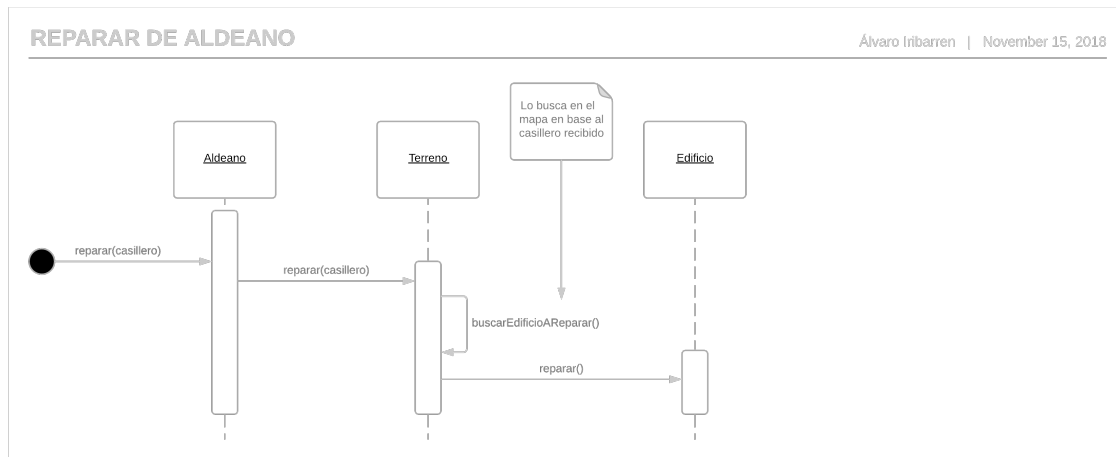 REPARAR DE ALDEANO
Álvaro Iribarren | November 15, 2018
Lo busca en el
mapa en base al
casillero recibido
Aldeano
Terreno
Edificio
reparar(casillero)
reparar(casillero)
buscarEdificioAReparar()
reparar()